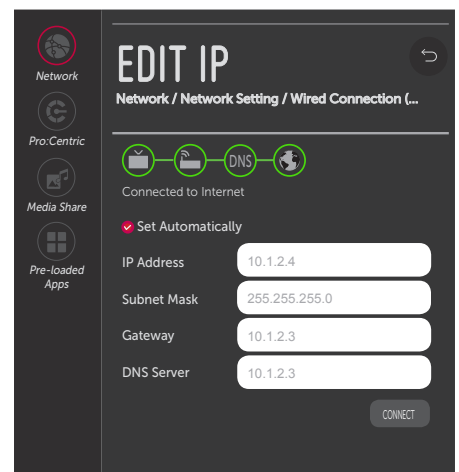 Network
Pro:Centric
Media Share
Pre-loaded
Apps
EDIT IP
Network / Network Setting / Wired Connection (...
DNS
Connected to Internet
Set Automatically
IP Address 10.1.2.4
Subnet Mask 255.255.255.0
Gateway 10.1.2.3
DNS Server 10.1.2.3
CONNECT